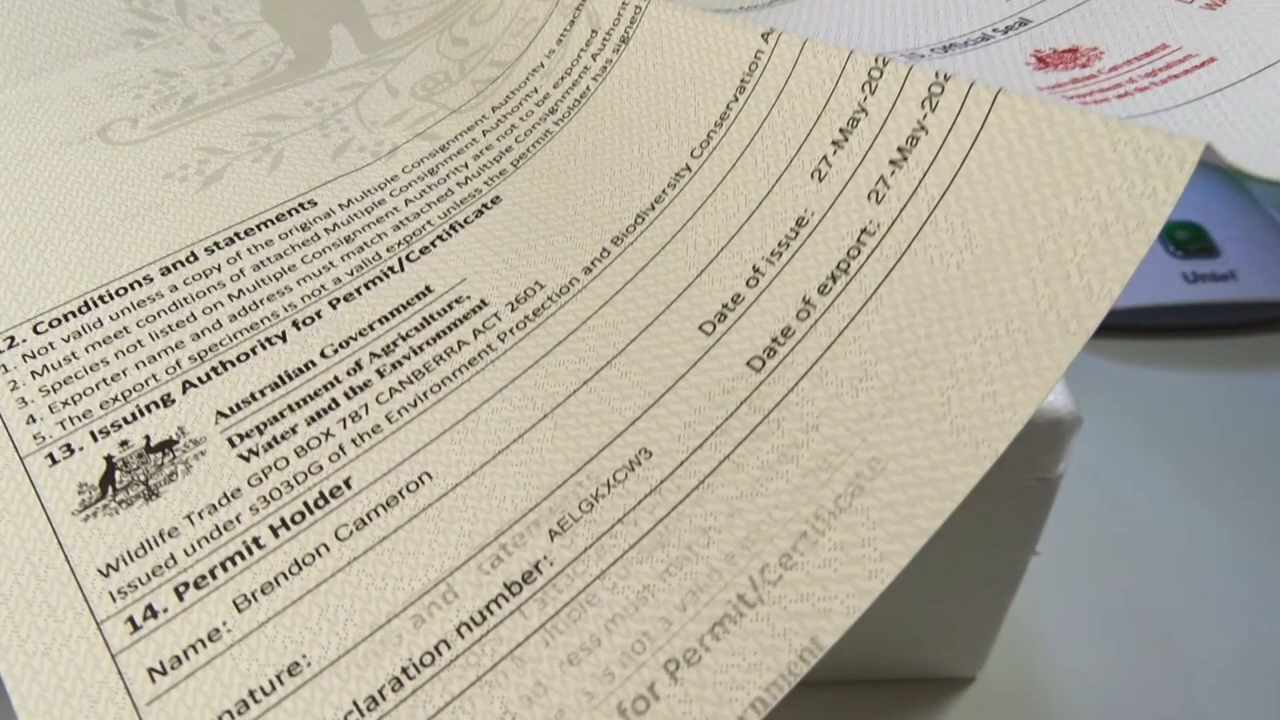 12. Conditions and statements
1. Not valid unless a copy of the original Multiple Consignment Authority is attache
2. Must meet conditions of attached Multiple Consignment Authority
3. Species not listed on Multiple Consignment Authority are not to be exported
4. Exporter name and address must match attached Multiple Consignment Authorit
5. The export of specimens is not a valid export unless the permit holder has signed
13. Issuing Authority for Permit/Certificate
Australian Government
Department of Agriculture,
Water and the Environment
Wildlife Trade GPO BOX 787 CANBERRA ACT 2601
Issued under s303DG of the Environment Protection and Biodiversity Conservation A
14. Permit Holder
Name: Brendon Cameron
nature:
Date of issue: 27-May-202
claration number: AELGKXCW3
Date of export: 27-May-202
for Permit/Certificate
Official Seal